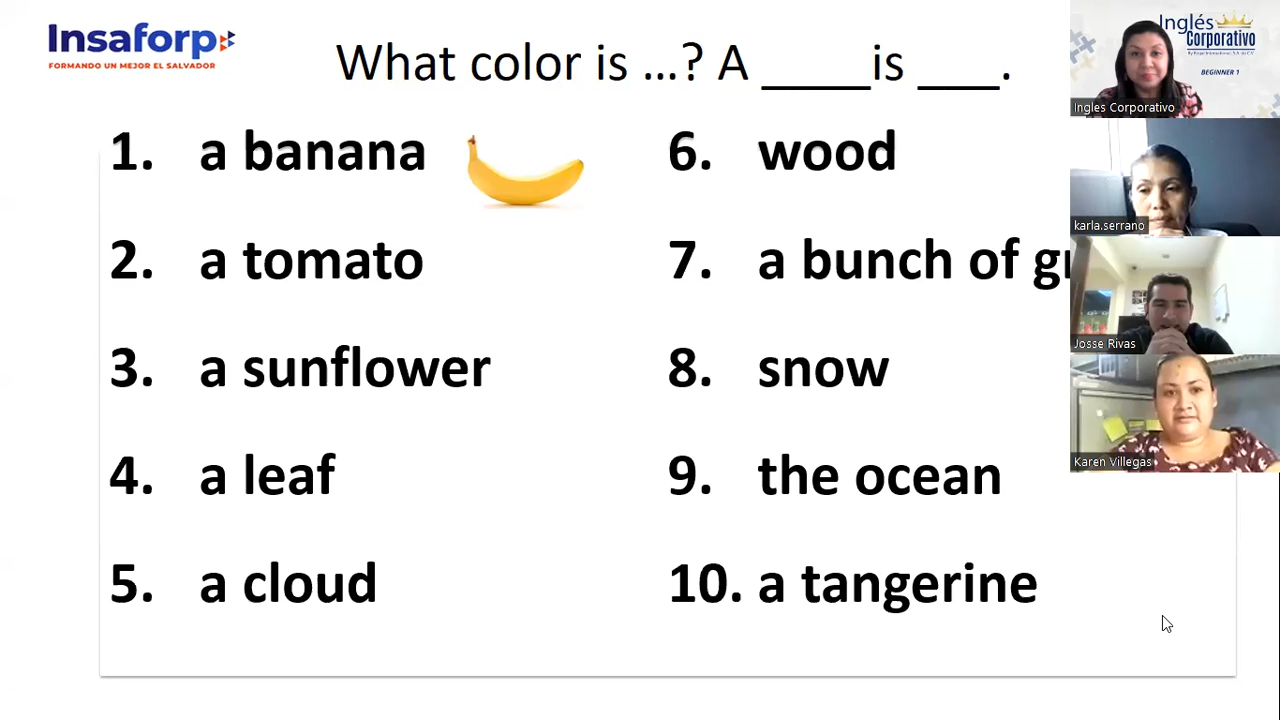 Insaforp
FORMANDO UN MEJOR EL SALVADOR
What color is ...? A ____is ___.
1. a banana
2. a tomato
3. a sunflower
4. a leaf
5. a cloud
6. wood
7. a bunch of
8. snow
9. the ocean
10. a tangerine
Inglés
Corporativo
BEGINNER 1
Ingles Corporativo
karla.serrano
Josse Rivas
Karen Villegas